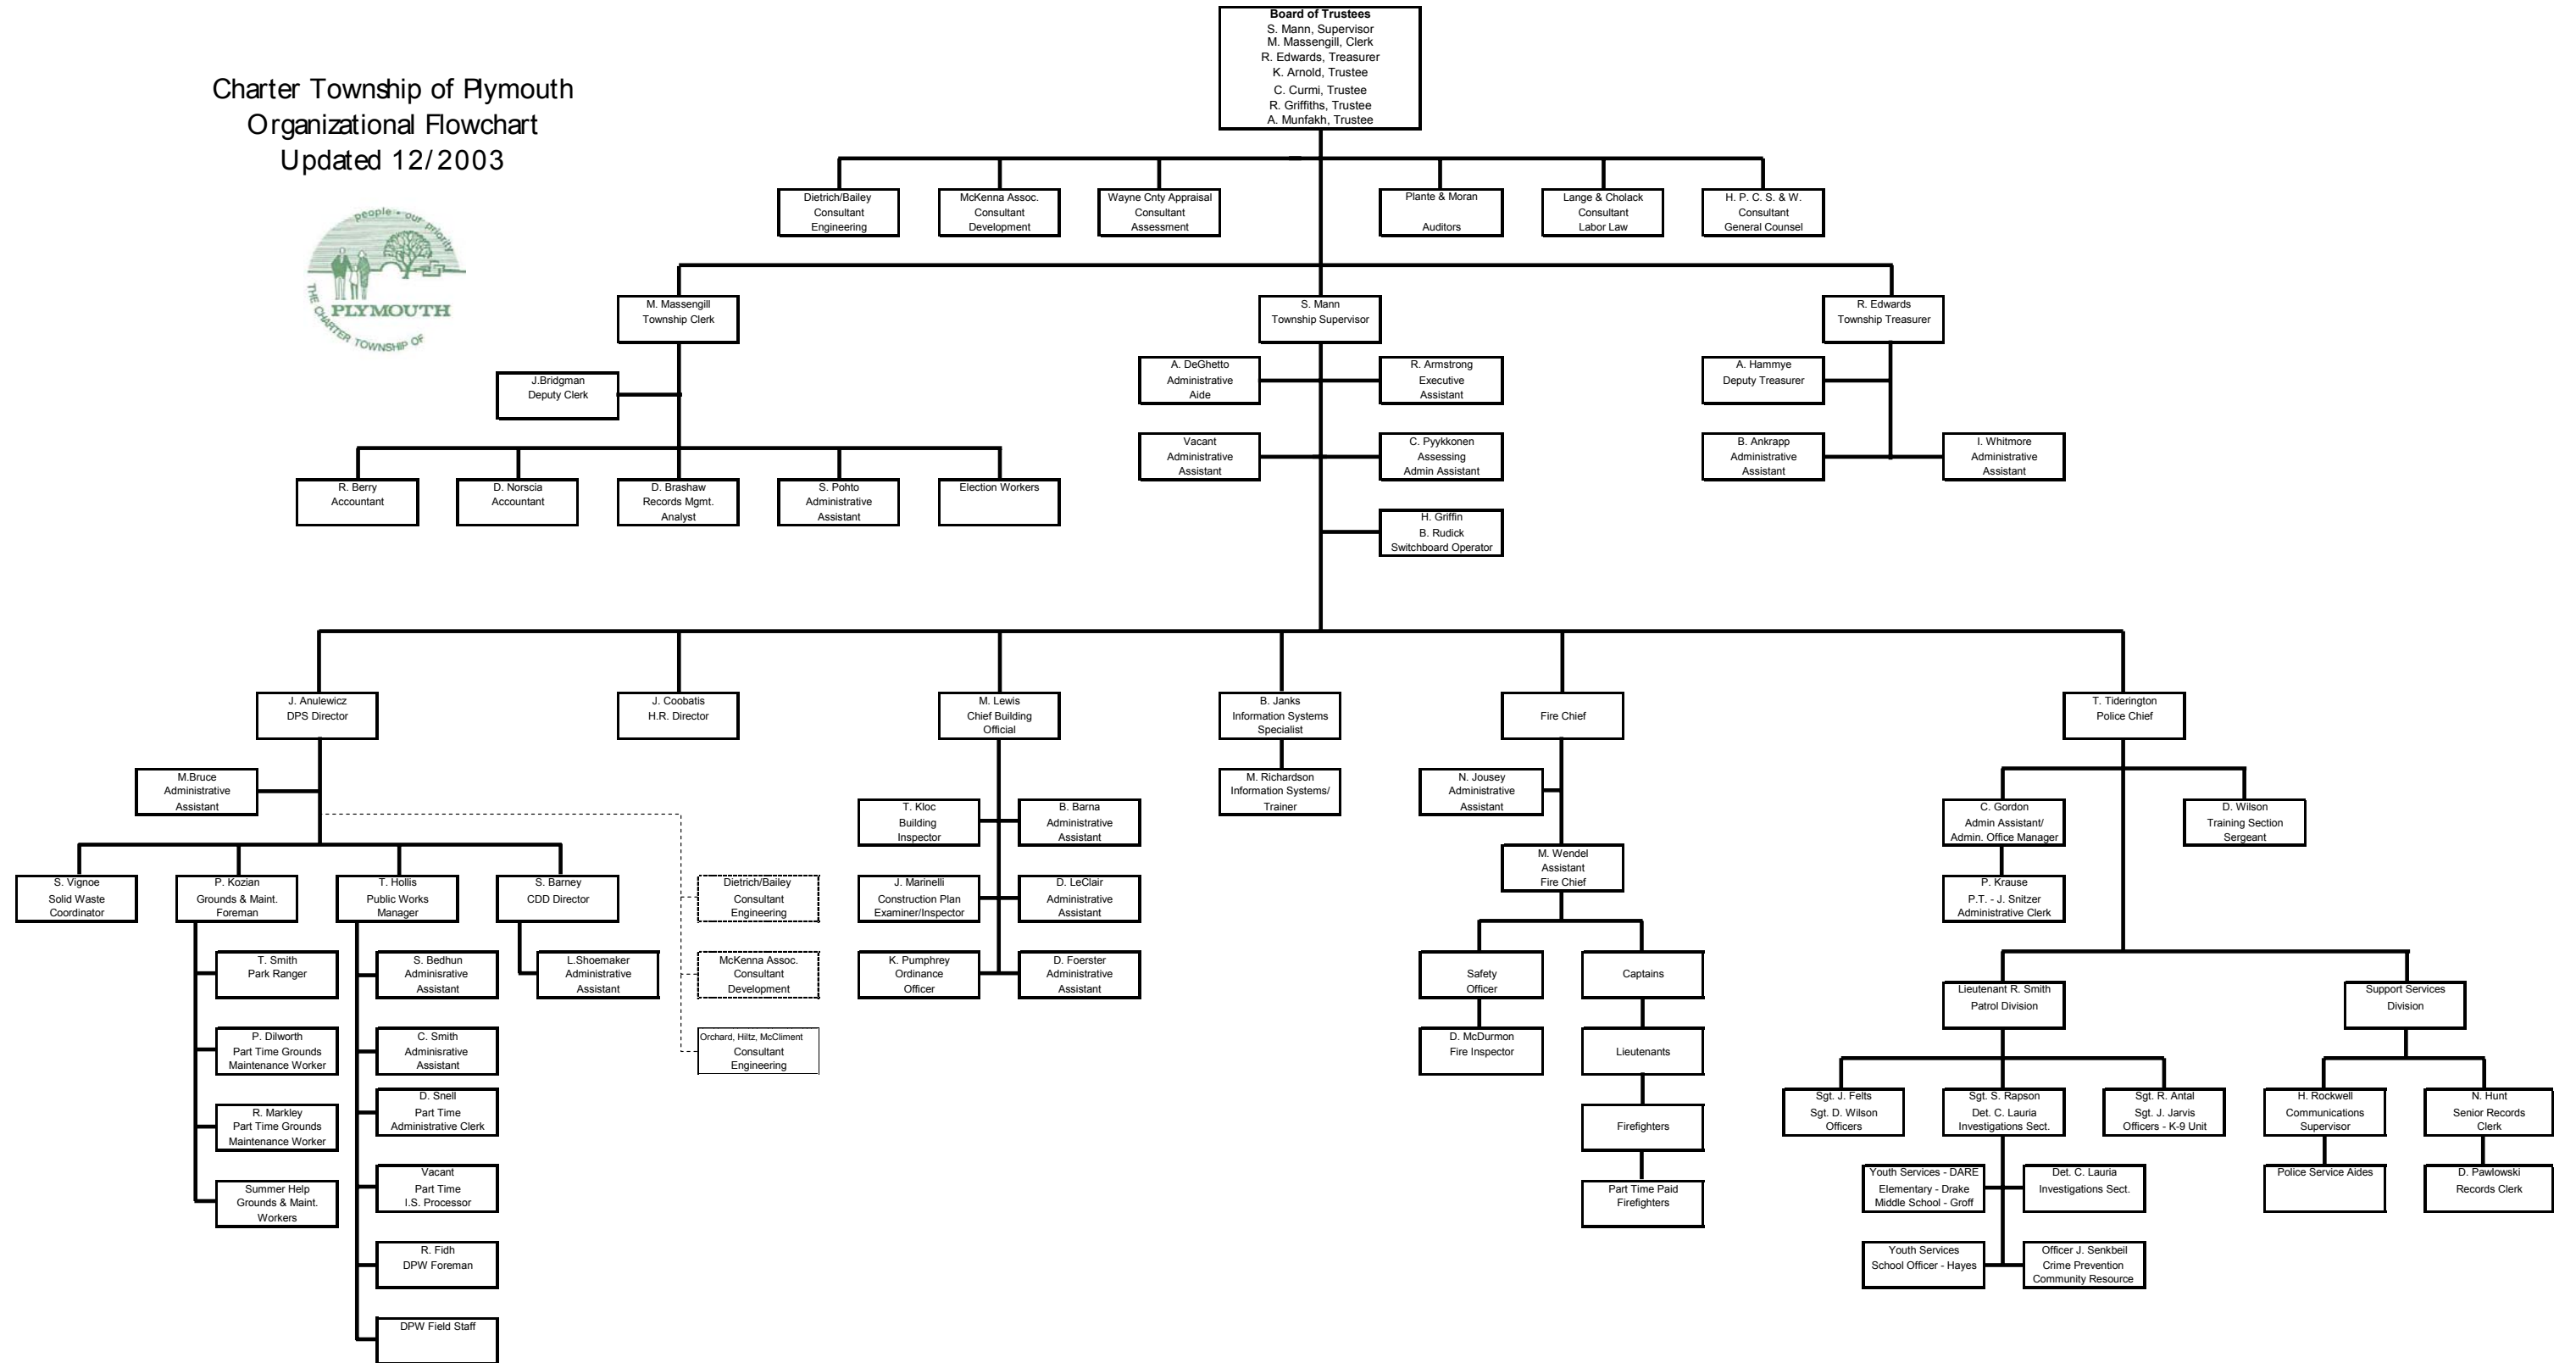 Charter Township of Plymouth
Organizational Flowchart
Updated 12/2003
people - our priority
PLYMOUTH
THE CHARTER TOWNSHIP OF
Board of Trustees
S. Mann, Supervisor
M. Massengill, Clerk
R. Edwards, Treasurer
K. Arnold, Trustee
C. Curmi, Trustee
R. Griffiths, Trustee
A. Munfakh, Trustee
Dietrich/Bailey
Consultant
Engineering
McKenna Assoc.
Consultant
Development
Wayne Cnty Appraisal
Consultant
Assessment
Plante & Moran
Auditors
Lange & Cholack
Consultant
Labor Law
H. P. C. S. & W.
Consultant
General Counsel
M. Massengill
Township Clerk
S. Mann
Township Supervisor
R. Edwards
Township Treasurer
J.Bridgman
Deputy Clerk
A. DeGhetto
Administrative
Aide
R. Armstrong
Executive
Assistant
A. Hammye
Deputy Treasurer
Vacant
Administrative
Assistant
C. Pyykkonen
Assessing
Admin Assistant
B. Ankrapp
Administrative
Assistant
I. Whitmore
Administrative
Assistant
R. Berry
Accountant
D. Norscia
Accountant
D. Brashaw
Records Mgmt.
Analyst
S. Pohto
Administrative
Assistant
Election Workers
H. Griffin
B. Rudick
Switchboard Operator
J. Anulewicz
DPS Director
J. Coobatis
H.R. Director
M. Lewis
Chief Building
Official
B. Janks
Information Systems
Specialist
Fire Chief
T. Tiderington
Police Chief
M.Bruce
Administrative
Assistant
M. Richardson
Information Systems/
Trainer
N. Jousey
Administrative
Assistant
T. Kloc
Building
Inspector
B. Barna
Administrative
Assistant
C. Gordon
Admin Assistant/
Admin. Office Manager
D. Wilson
Training Section
Sergeant
M. Wendel
Assistant
Fire Chief
S. Vignoe
Solid Waste
Coordinator
P. Kozian
Grounds & Maint.
Foreman
T. Hollis
Public Works
Manager
S. Barney
CDD Director
Dietrich/Bailey
Consultant
Engineering
J. Marinelli
Construction Plan
Examiner/Inspector
D. LeClair
Administrative
Assistant
P. Krause
P.T. - J. Snitzer
Administrative Clerk
T. Smith
Park Ranger
S. Bedhun
Adminisrative
Assistant
L.Shoemaker
Administrative
Assistant
McKenna Assoc.
Consultant
Development
K. Pumphrey
Ordinance
Officer
D. Foerster
Administrative
Assistant
Safety
Officer
Captains
Lieutenant R. Smith
Patrol Division
Support Services
Division
P. Dilworth
Part Time Grounds
Maintenance Worker
C. Smith
Adminisrative
Assistant
Orchard, Hiltz, McCliment
Consultant
Engineering
D. McDurmon
Fire Inspector
Lieutenants
R. Markley
Part Time Grounds
Maintenance Worker
D. Snell
Part Time
Administrative Clerk
Firefighters
Sgt. J. Felts
Sgt. D. Wilson
Officers
Sgt. S. Rapson
Det. C. Lauria
Investigations Sect.
Sgt. R. Antal
Sgt. J. Jarvis
Officers - K-9 Unit
H. Rockwell
Communications
Supervisor
N. Hunt
Senior Records
Clerk
Summer Help
Grounds & Maint.
Workers
Vacant
Part Time
I.S. Processor
Part Time Paid
Firefighters
Youth Services - DARE
Elementary - Drake
Middle School - Groff
Det. C. Lauria
Investigations Sect.
Police Service Aides
D. Pawlowski
Records Clerk
R. Fidh
DPW Foreman
Youth Services
School Officer - Hayes
Officer J. Senkbeil
Crime Prevention
Community Resource
DPW Field Staff